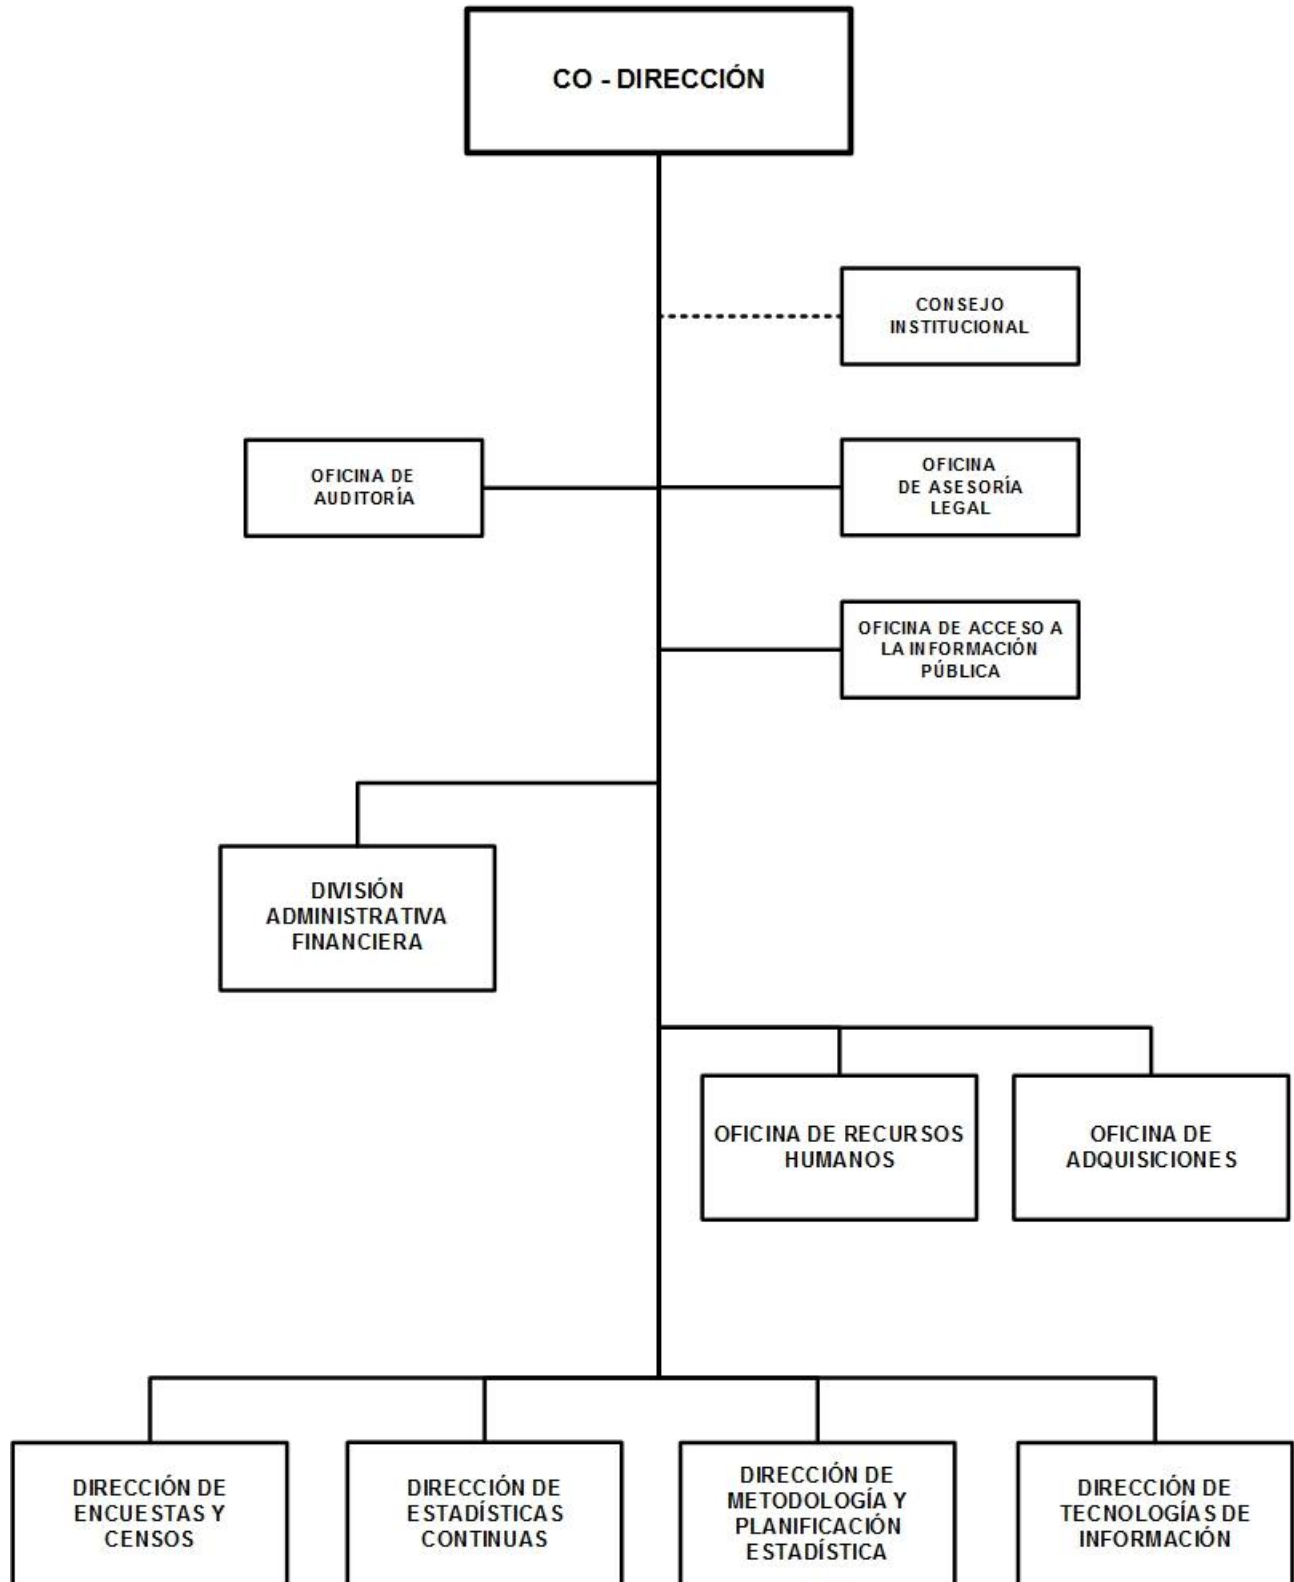 CO - DIRECCIÓN
CONSEJO
INSTITUCIONAL
OFICINA DE
AUDITORÍA
OFICINA
DE ASESORÍA
LEGAL
OFICINA DE ACCESO A
LA INFORMACIÓN
PÚBLICA
DIVISIÓN
ADMINISTRATIVA
FINANCIERA
OFICINA DE RECURSOS
HUMANOS
OFICINA DE
ADQUISICIONES
DIRECCIÓN DE
ENCUESTAS Y
CENSOS
DIRECCIÓN DE
ESTADÍSTICAS
CONTINUAS
DIRECCIÓN DE
METODOLOGÍA Y
PLANIFICACIÓN
ESTADÍSTICA
DIRECCIÓN DE
TECNOLOGÍAS DE
INFORMACIÓN